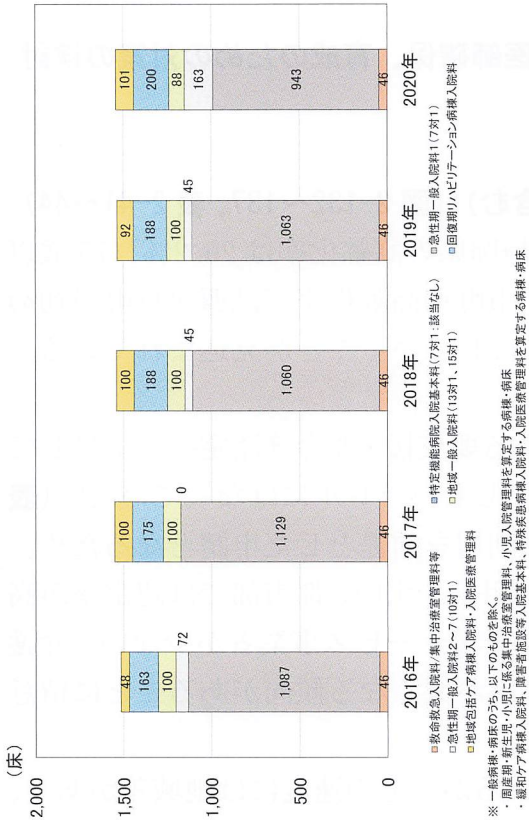 (床)
2,000
1,500
1,000
500
0
48
163
100
72
1,087
46
2016年
100
175
100
0
1,129
46
2017年
100
188
100
45
1,060
46
2018年
92
188
100
45
1,063
46
2019年
101
200
88
163
943
46
2020年
救命救急入院料/集中治療室管理料等
特定機能病院入院基本料(7対1:該当なし)
急性期一般入院料1(7対1)
急性期一般入院料2~7(10対1)
地域一般入院料(13対1、15対1)
回復期リハビリテーション病棟入院料
地域包括ケア病棟入院料・入院医療管理料
※ 一般病棟・病床のうち、以下のものを除く。
・周産期・新生児・小児に係る集中治療室管理料、小児入院管理料を算定する病棟・病床
・緩和ケア病棟入院料、障害者施設等入院基本料、特殊疾患病棟入院料・入院医療管理料を算定する病棟・病床